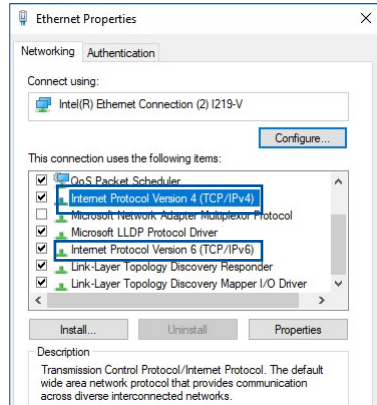 Ethernet Properties
Networking Authentication
Connect using:
Intel(R) Ethernet Connection (2) I219-V
Configure...
This connection uses the following items:
QoS Packet Scheduler
Internet Protocol Version 4 (TCP/IPv4)
Microsoft Network Adapter Multiplexor Protocol
Microsoft LLDP Protocol Driver
Internet Protocol Version 6 (TCP/IPv6)
Link-Layer Topology Discovery Responder
Link-Layer Topology Discovery Mapper I/O Driver
Install... Uninstall Properties
Description
Transmission Control Protocol/Internet Protocol. The default
wide area network protocol that provides communication
across diverse interconnected networks.